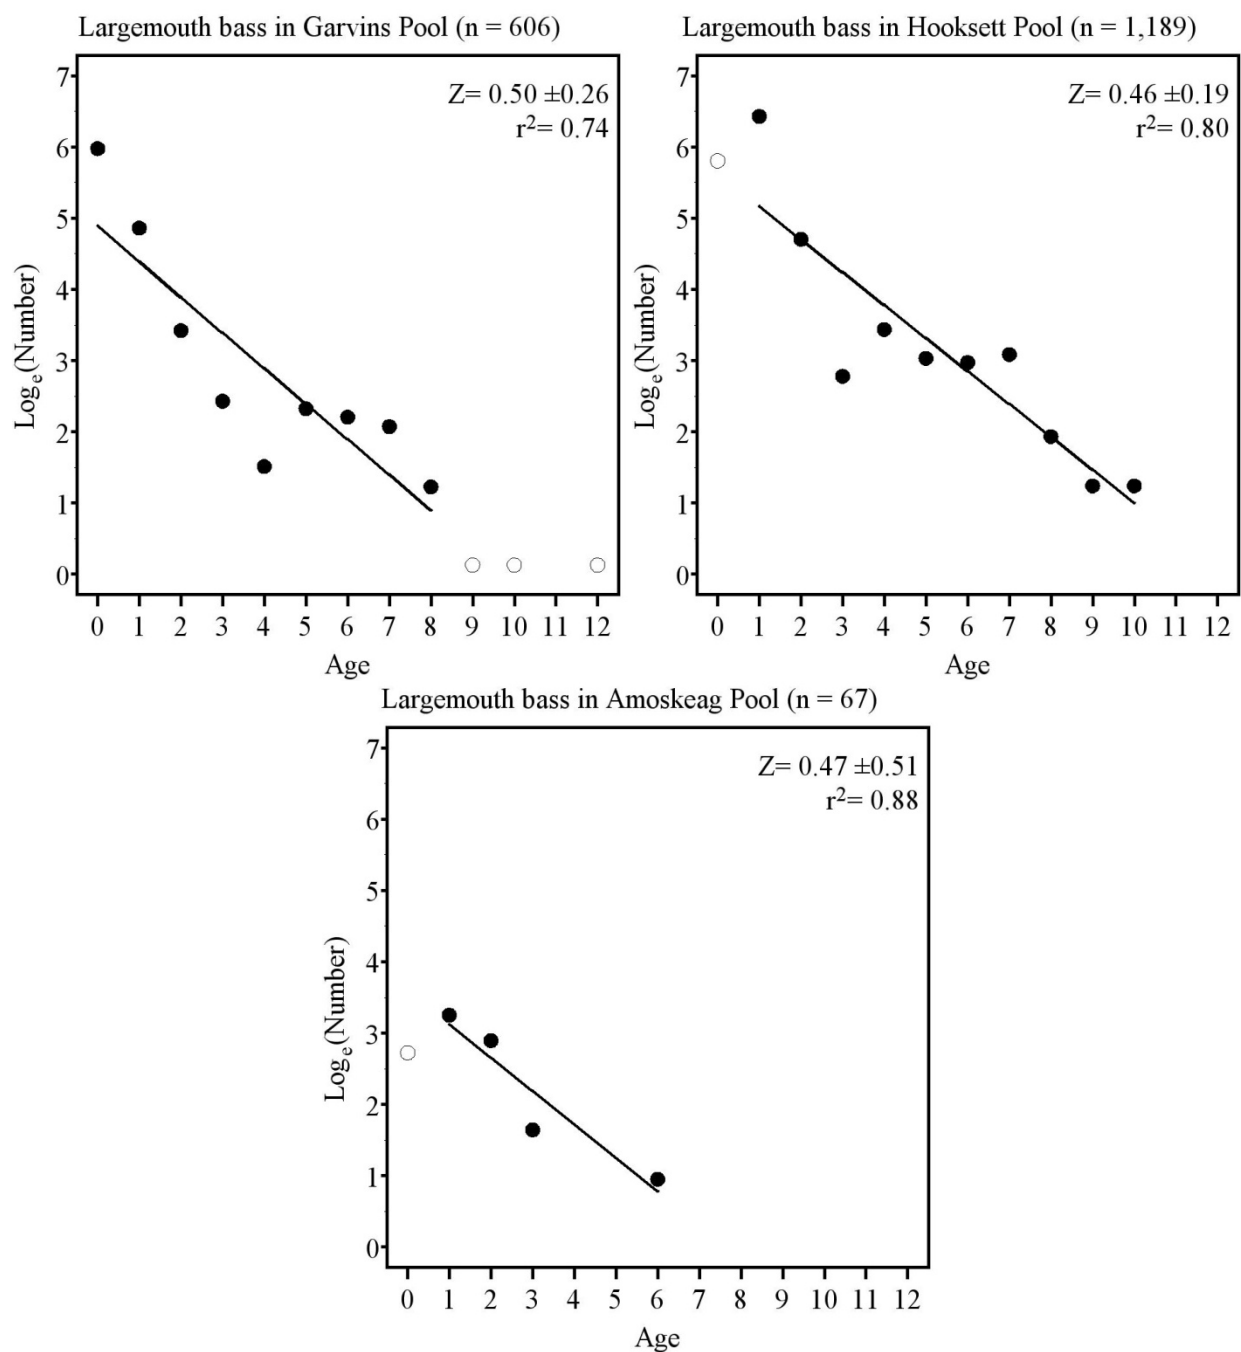 Largemouth bass in Garvins Pool (n = 606)
Z= 0.50 ±0.26
r²= 0.74
7
6
5
4
3
2
1
0
Logₑ(Number)
0 1 2 3 4 5 6 7 8 9 10 11 12
Age
Largemouth bass in Hooksett Pool (n = 1,189)
Z= 0.46 ±0.19
r²= 0.80
7
6
5
4
3
2
1
0
Logₑ(Number)
0 1 2 3 4 5 6 7 8 9 10 11 12
Age
Largemouth bass in Amoskeag Pool (n = 67)
Z= 0.47 ±0.51
r²= 0.88
7
6
5
4
3
2
1
0
Logₑ(Number)
0 1 2 3 4 5 6 7 8 9 10 11 12
Age